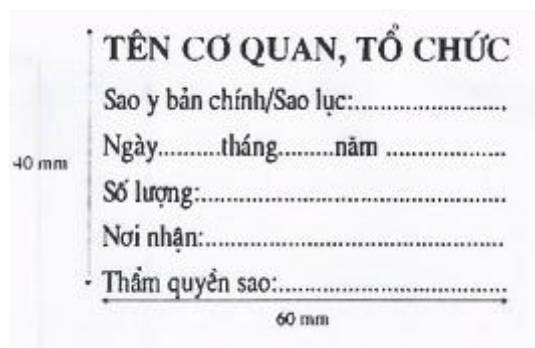 TÊN CƠ QUAN, TỔ CHỨC
Sao y bản chính/Sao lục:........................
Ngày..........tháng.........năm ...................
Số lượng:.................................................
40 mm
Nơi nhận:................................................
Thẩm quyền sao:.....................................
60 mm